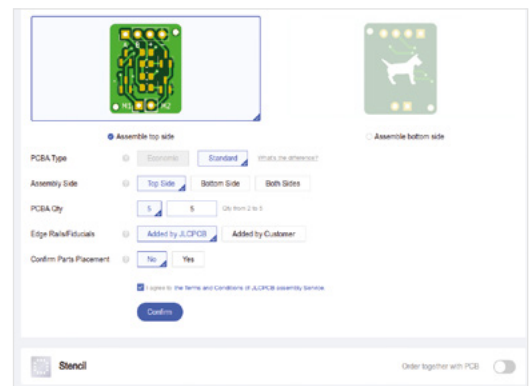 A B
M1 M2
Assemble top side
Assemble bottom side
PCBA Type Economic Standard What's the difference?
Assembly Side Top Side Bottom Side Both Sides
PCBA Qty 5 5 Qty from 2 to 5
Edge Rails/Fiducials Added by JLCPCB Added by Customer
Confirm Parts Placement No Yes
I agree to the Terms and Conditions of JLCPCB assembly Service.
Confirm
Stencil Order together with PCB